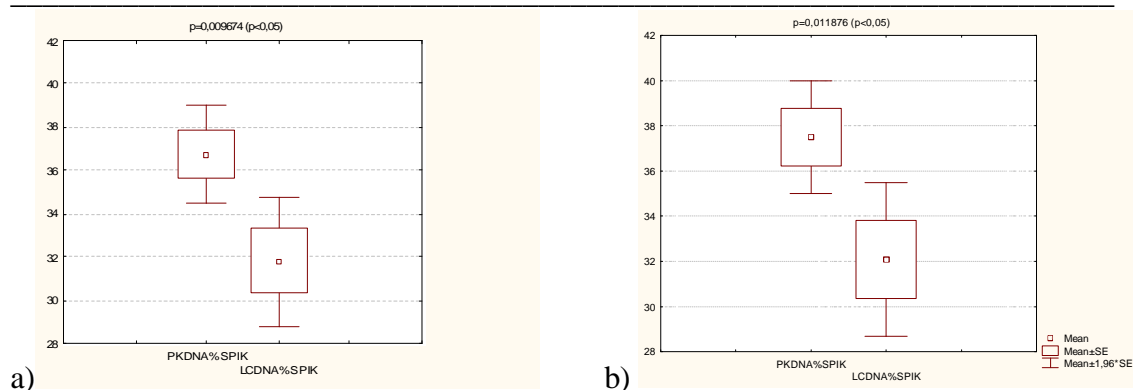 p=0,009674 (p<0,05)
42
40
38
36
34
32
30
28
PKDNA%SPIK
LCDNA%SPIK
a)
p=0,011876 (p<0,05)
42
40
38
36
34
32
30
28
PKDNA%SPIK
LCDNA%SPIK
b)
Mean
Mean±SE
Mean±1,96*SE